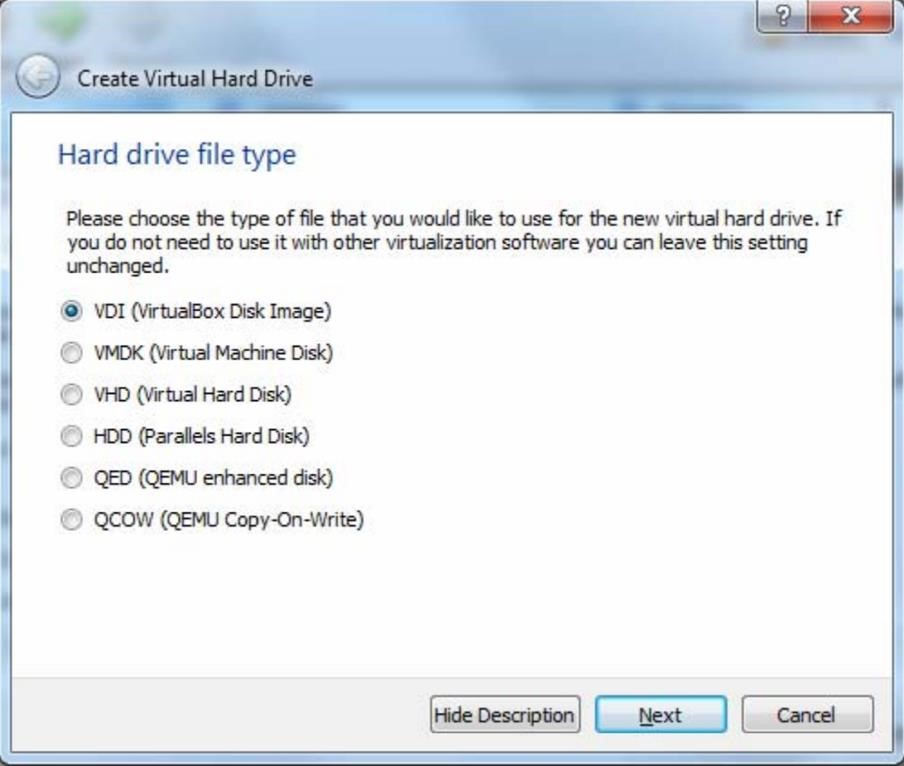 ?
Create Virtual Hard Drive
Hard drive file type
Please choose the type of file that you would like to use for the new virtual hard drive. If
you do not need to use it with other virtualization software you can leave this setting
unchanged.
VDI (VirtualBox Disk Image)
VMDK (Virtual Machine Disk)
VHD (Virtual Hard Disk)
HDD (Parallels Hard Disk)
QED (QEMU enhanced disk)
QCOW (QEMU Copy-On-Write)
Hide Description Next Cancel